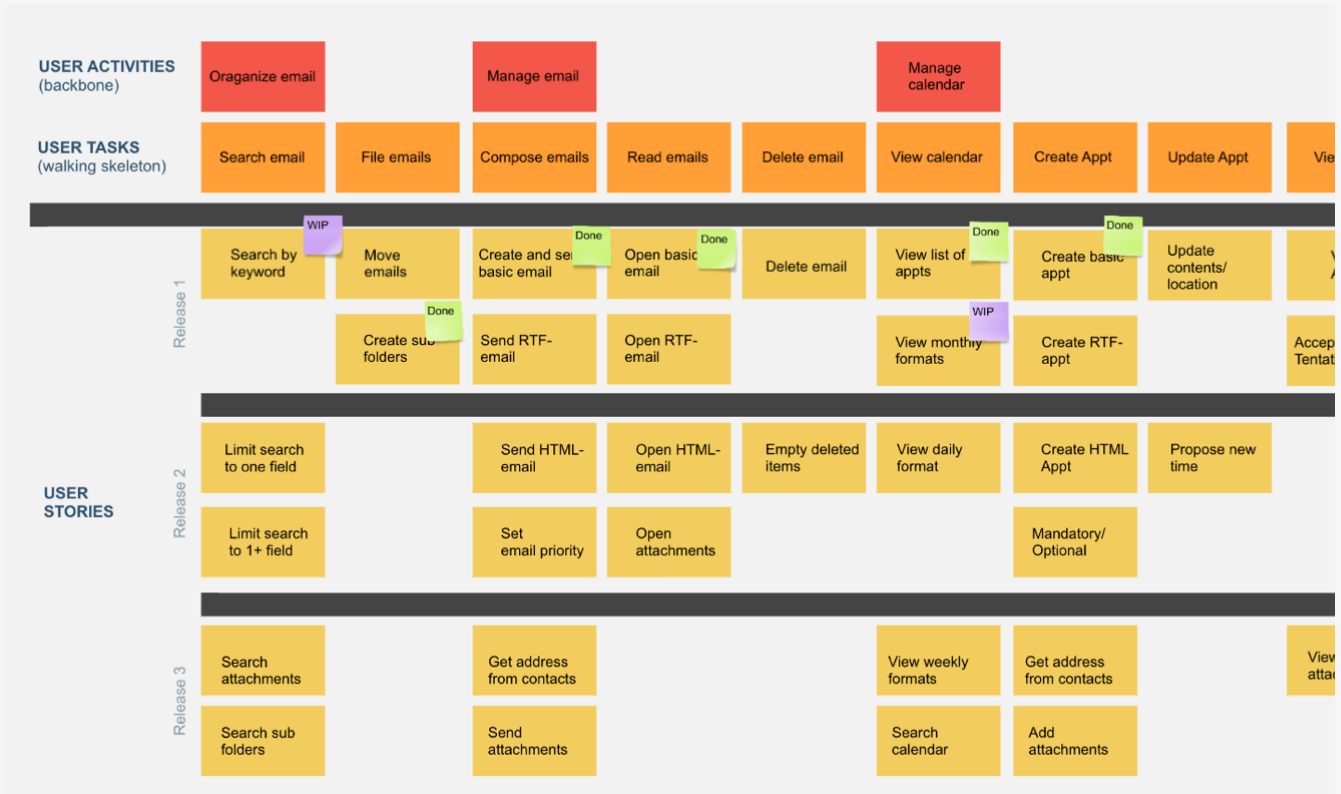 USER ACTIVITIES
(backbone)
Oraganize email
Manage email
Manage
calendar
USER TASKS
(walking skeleton)
Search email
File emails
Compose emails
Read emails
Delete email
View calendar
Create Appt
Update Appt
Release 1
Search by
keyword
WIP
Move
emails
Create and
basic email
Done
Open basic
email
Done
Delete email
View list of
appts
Done
Create basic
appt
Done
Update
contents/
location
Create sub
folders
Done
Send RTF-
email
Open RTF-
email
View monthly
formats
WIP
Create RTF-
appt
USER
STORIES
Release 2
Limit search
to one field
Send HTML-
email
Open HTML-
email
Empty deleted
items
View daily
format
Create HTML
Appt
Propose new
time
Limit search
to 1+ field
Set
email priority
Open
attachments
Mandatory/
Optional
Release 3
Search
attachments
Get address
from contacts
View weekly
formats
Get address
from contacts
View
Search sub
folders
Send
attachments
Search
calendar
Add
attachments